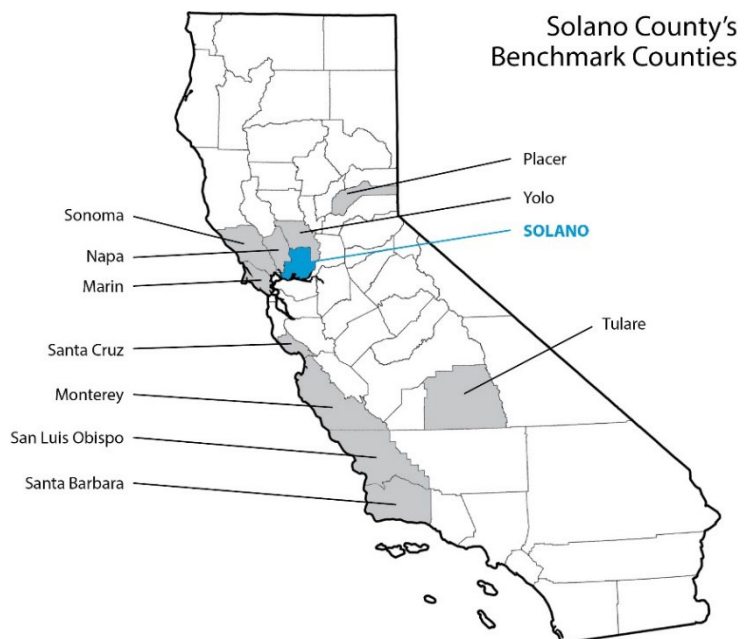 Solano County's
Benchmark Counties
Placer
Yolo
Sonoma
SOLANO
Napa
Marin
Tulare
Santa Cruz
Monterey
San Luis Obispo
Santa Barbara